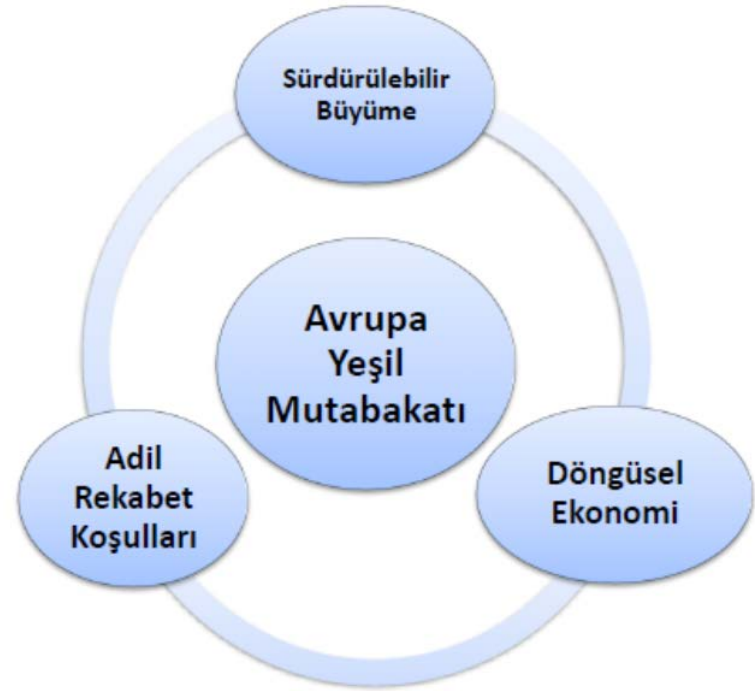 Sürdürülebilir
Büyüme
Avrupa
Yeşil
Mutabakatı
Adil
Rekabet
Koşulları
Döngüsel
Ekonomi